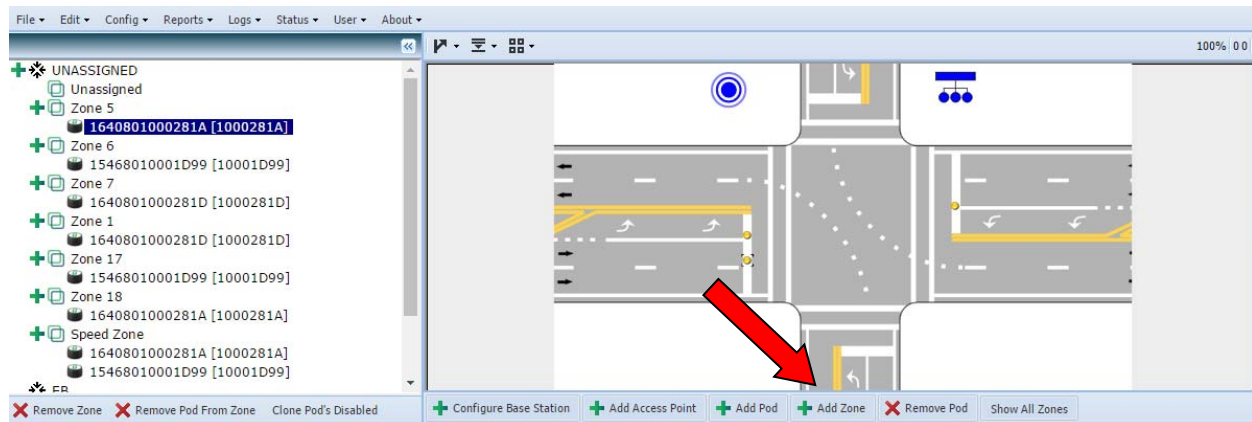 File Edit Config Reports Logs Status User About
100% 0 0
UNASSIGNED
Unassigned
Zone 5
1640801000281A [1000281A]
Zone 6
15468010001D99 [10001D99]
Zone 7
1640801000281D [1000281D]
Zone 1
1640801000281D [1000281D]
Zone 17
15468010001D99 [10001D99]
Zone 18
1640801000281A [1000281A]
Speed Zone
1640801000281A [1000281A]
15468010001D99 [10001D99]
EB
Remove Zone Remove Pod From Zone Clone Pod's Disabled
Configure Base Station Add Access Point Add Pod Add Zone Remove Pod Show All Zones